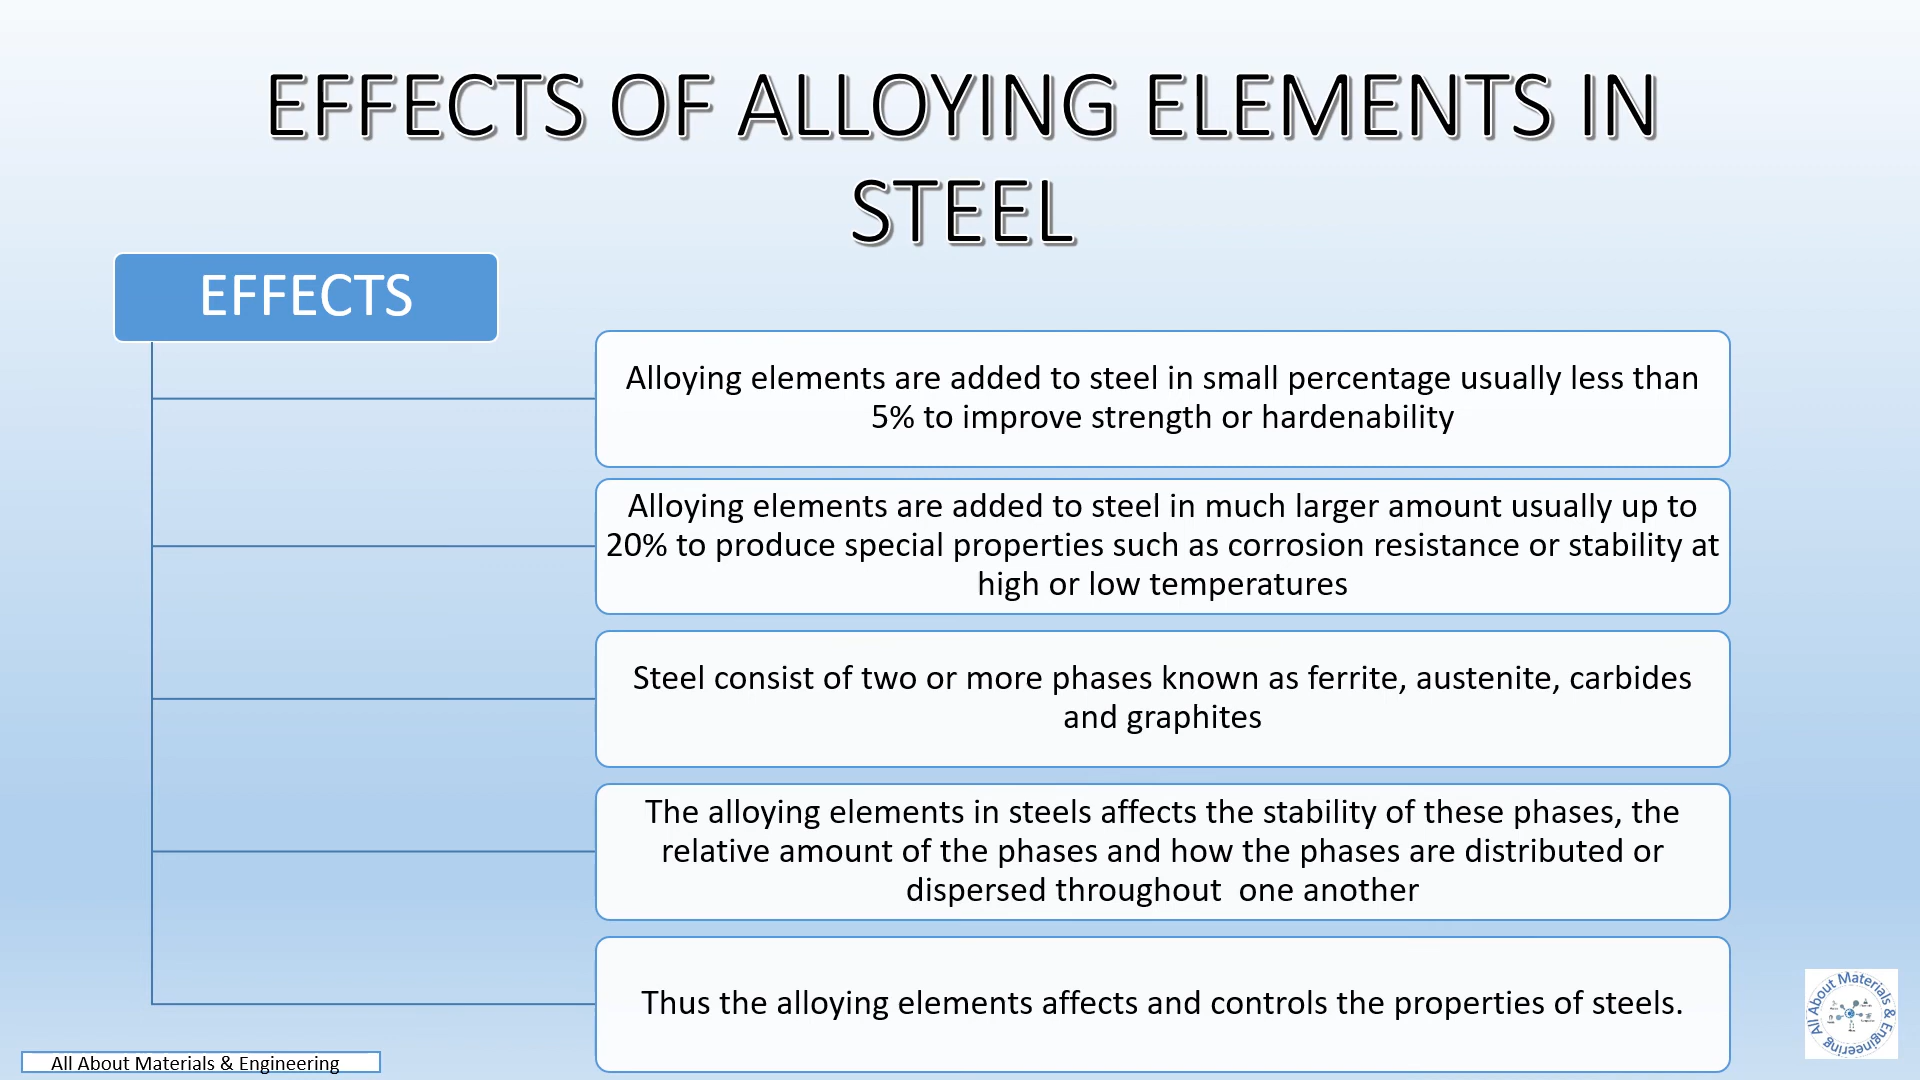 EFFECTS OF ALLOYING ELEMENTS IN
STEEL
EFFECTS
Alloying elements are added to steel in small percentage usually less than
5% to improve strength or hardenability
Alloying elements are added to steel in much larger amount usually up to
20% to produce special properties such as corrosion resistance or stability at
high or low temperatures
Steel consist of two or more phases known as ferrite, austenite, carbides
and graphites
The alloying elements in steels affects the stability of these phases, the
relative amount of the phases and how the phases are distributed or
dispersed throughout  one another
Thus the alloying elements affects and controls the properties of steels.
All About Materials & Engineering
All About Materials & Engineering